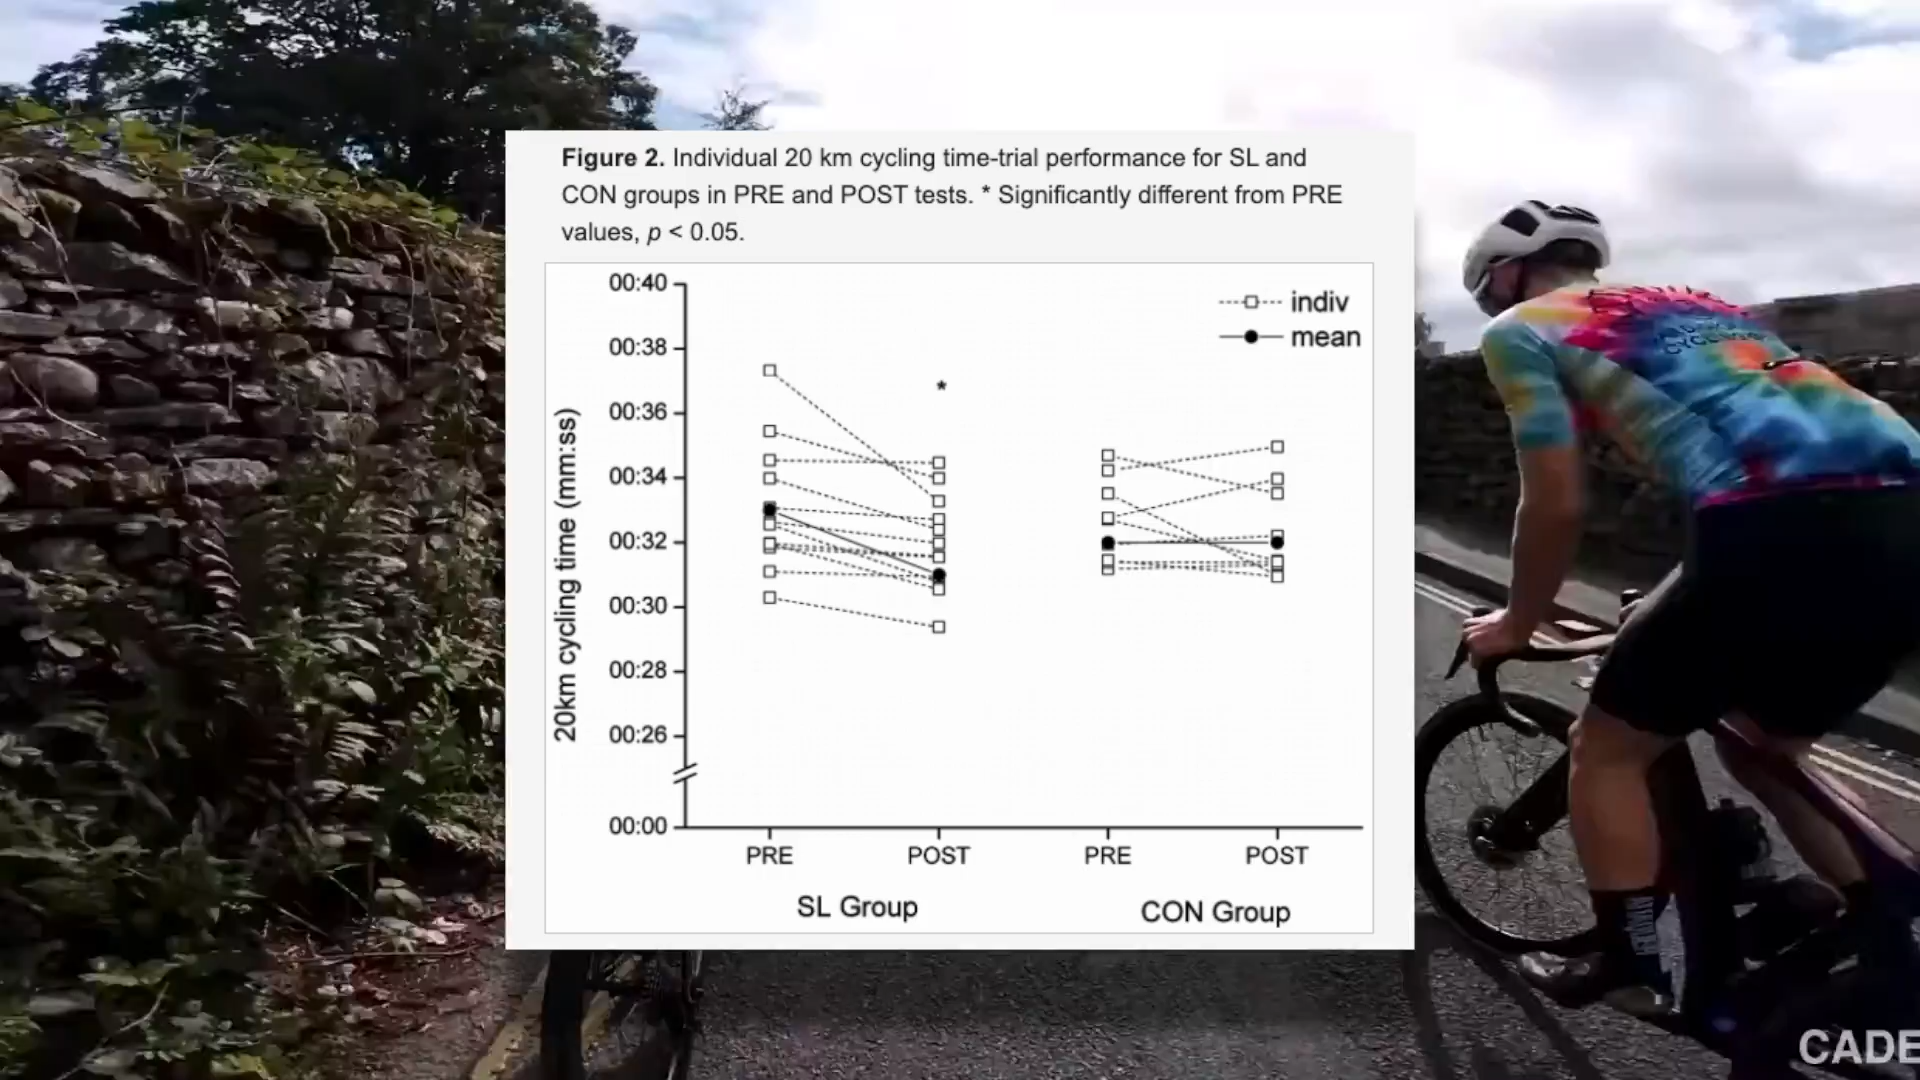 Figure 2. Individual 20 km cycling time-trial performance for SL and
CON groups in PRE and POST tests. * Significantly different from PRE
values, p < 0.05.
00:40
00:38
00:36
00:34
00:32
00:30
00:28
00:26
00:00
20km cycling time (mm:ss)
indiv
mean
*
PRE
POST
PRE
POST
SL Group
CON Group
CADE